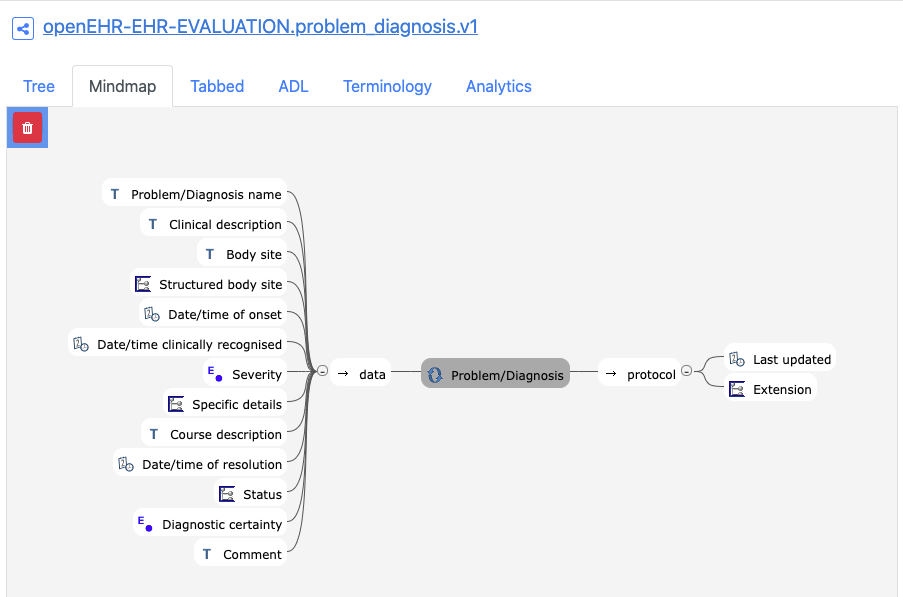 openEHR-EHR-EVALUATION.problem_diagnosis.v1
Tree Mindmap Tabbed ADL Terminology Analytics
T Problem/Diagnosis name
T Clinical description
T Body site
Structured body site
Date/time of onset
Date/time clinically recognised
E Severity
Specific details
T Course description
Date/time of resolution
Status
E Diagnostic certainty
T Comment
→ data
Problem/Diagnosis
→ protocol
Last updated
Extension